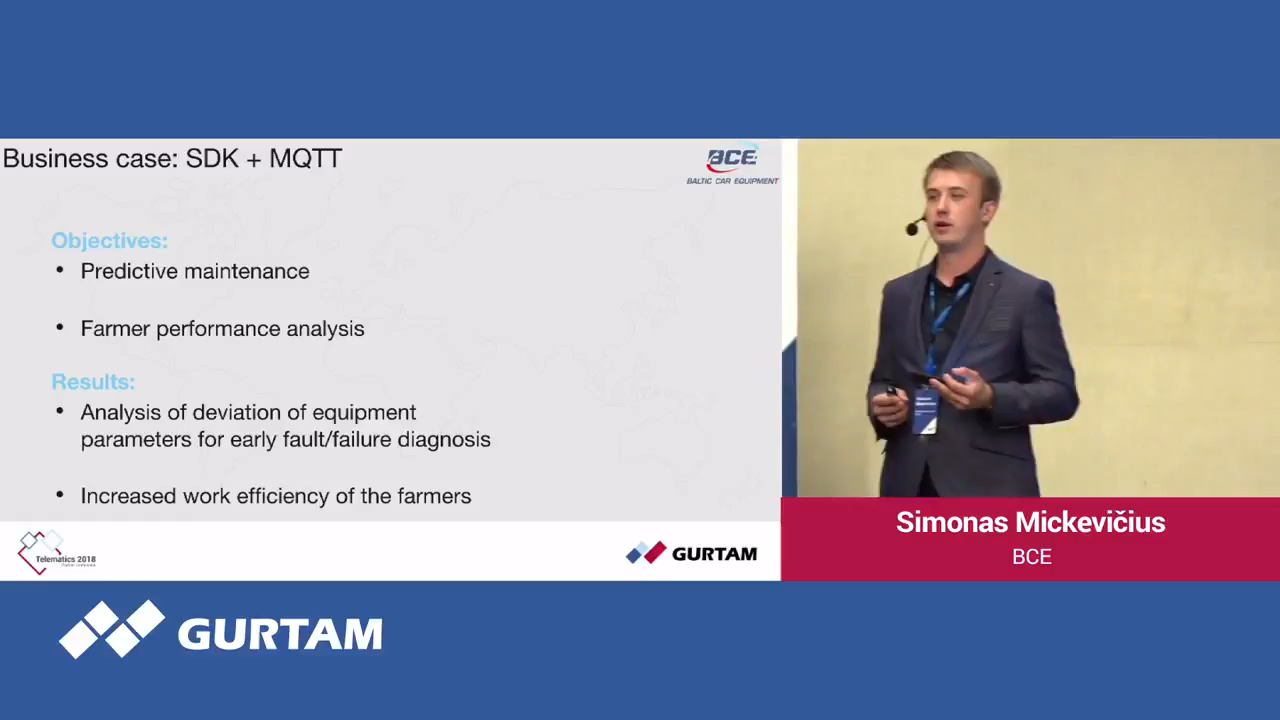 Business case: SDK + MQTT
BCE
BALTIC CAR EQUIPMENT
Objectives:
• Predictive maintenance
• Farmer performance analysis
Results:
• Analysis of deviation of equipment
parameters for early fault/failure diagnosis
• Increased work efficiency of the farmers
Telematics 2018
GURTAM
Simonas Mickevičius
BCE
GURTAM